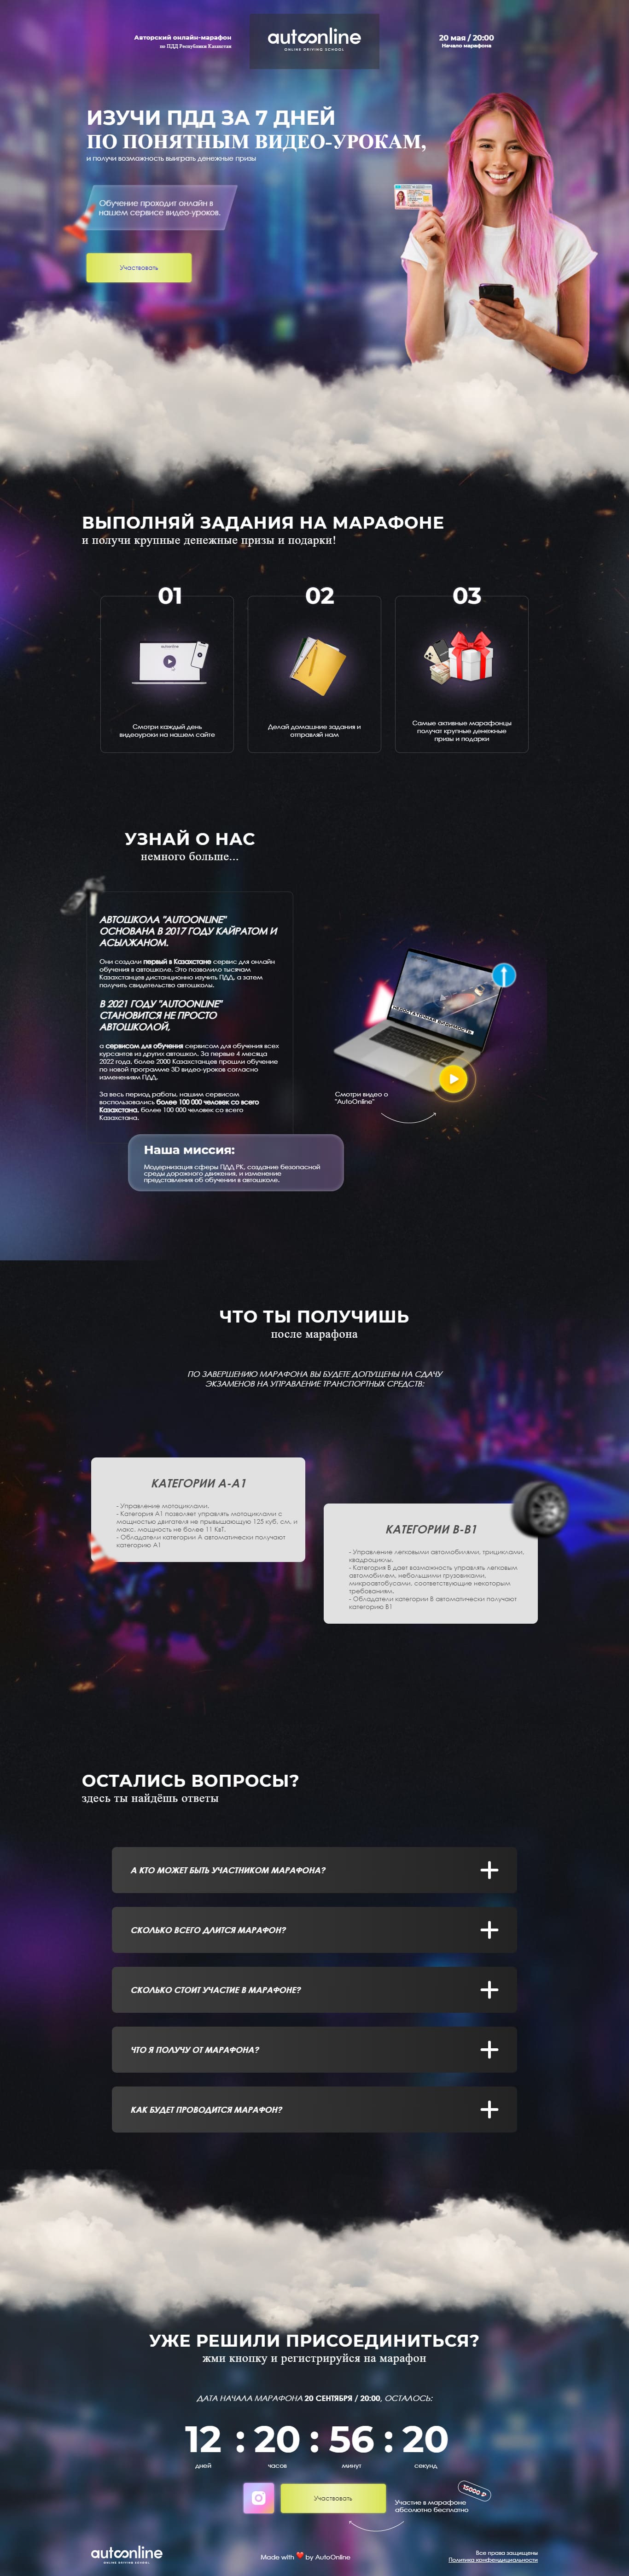 Авторский онлайн-марафон
по ПДД Республики Казахстан
autoonline
ONLINE DRIVING SCHOOL
20 мая / 20:00
Начало марафона
ИЗУЧИ ПДД ЗА 7 ДНЕЙ
ПО ПОНЯТНЫМ ВИДЕО-УРОКАМ,
и получи возможность выиграть денежные призы
Обучение проходит онлайн в
нашем сервисе видео-уроков.
Участвовать
ВЫПОЛНЯЙ ЗАДАНИЯ НА МАРАФОНЕ
и получи крупные денежные призы и подарки!
01
autoonline
Смотри каждый день
видеоуроки на нашем сайте
02
Делай домашние задания и
отправляй нам
03
Самые активные марафонцы
получат крупные денежные
призы и подарки
УЗНАЙ О НАС
немного больше...
АВТОШКОЛА "AUTOONLINE"
ОСНОВАНА В 2017 ГОДУ КАЙРАТОМ И
АСЫЛЖАНОМ.
Они создали первый в Казахстане сервис для онлайн
обучения в автошколе. Это позволило тысячам
Казахстанцев дистанционно изучить ПДД, а затем
получить свидетельство автошколы.
В 2021 ГОДУ "AUTOONLINE"
СТАНОВИТСЯ НЕ ПРОСТО
АВТОШКОЛОЙ,
а сервисом для обучения сервисом для обучения всех
курсантов из других автошкол. За первые 4 месяца
2022 года, более 2000 Казахстанцев прошли обучение
по новой программе 3D видео-уроков согласно
изменениям ПДД.
За весь период работы, нашим сервисом
воспользовались более 100 000 человек со всего
Казахстана. более 100 000 человек со всего
Казахстана.
НЕДОСТАТОЧНАЯ ВИДИМОСТЬ
Смотри видео о
"AutoOnline"
Наша миссия:
Модернизация сферы ПДД РК, создание безопасной
среды дорожного движения, и изменение
представления об обучении в автошколе.
ЧТО ТЫ ПОЛУЧИШЬ
после марафона
ПО ЗАВЕРШЕНИЮ МАРАФОНА ВЫ БУДЕТЕ ДОПУЩЕНЫ НА СДАЧУ
ЭКЗАМЕНОВ НА УПРАВЛЕНИЕ ТРАНСПОРТНЫХ СРЕДСТВ:
КАТЕГОРИИ А-А1
- Управление мотоциклами.
- Категория А1 позволяет управлять мотоциклами с
мощностью двигателя не прывышающую 125 куб. см, и
макс. мощность не более 11 КвТ.
- Обладатели категории А автоматически получают
категорию А1
КАТЕГОРИИ B-B1
- Управление легковыми автомобилями, трициклами,
квадроциклы.
- Категория В дает возможность управлять легковым
автомобилем, небольшими грузовиками,
микроавтобусами, соответствующие некоторым
требованиям.
- Обладатели категории В автоматически получают
категорию В1
ОСТАЛИСЬ ВОПРОСЫ?
здесь ты найдёшь ответы
А КТО МОЖЕТ БЫТЬ УЧАСТНИКОМ МАРАФОНА?
СКОЛЬКО ВСЕГО ДЛИТСЯ МАРАФОН?
СКОЛЬКО СТОИТ УЧАСТИЕ В МАРАФОНЕ?
ЧТО Я ПОЛУЧУ ОТ МАРАФОНА?
КАК БУДЕТ ПРОВОДИТСЯ МАРАФОН?
УЖЕ РЕШИЛИ ПРИСОЕДИНИТЬСЯ?
жми кнопку и регистрируйся на марафон
ДАТА НАЧАЛА МАРАФОНА 20 СЕНТЯБРЯ / 20:00, ОСТАЛОСЬ:
12 : 20 : 56 : 20
дней часов минут секунд
Участвовать
15000 ₽
Участие в марафоне
абсолютно бесплатно
autoonline
ONLINE DRIVING SCHOOL
Made with ❤ by AutoOnline
Все права защищены
Политика конфендициальности